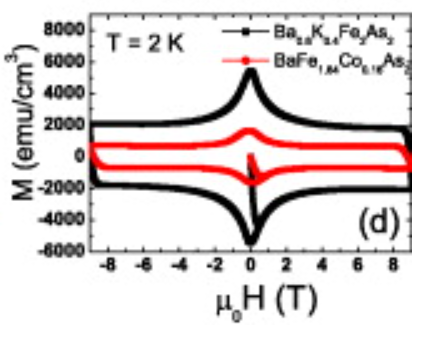 8000
6000
4000
2000
0
-2000
-4000
-6000
M (emu/cm³)
T = 2 K
Ba₀.₆K₀.₄Fe₂As₂
BaFe₁.₈₄Co₀.₁₆As₂
(d)
-8 -6 -4 -2 0 2 4 6 8
μ₀H (T)